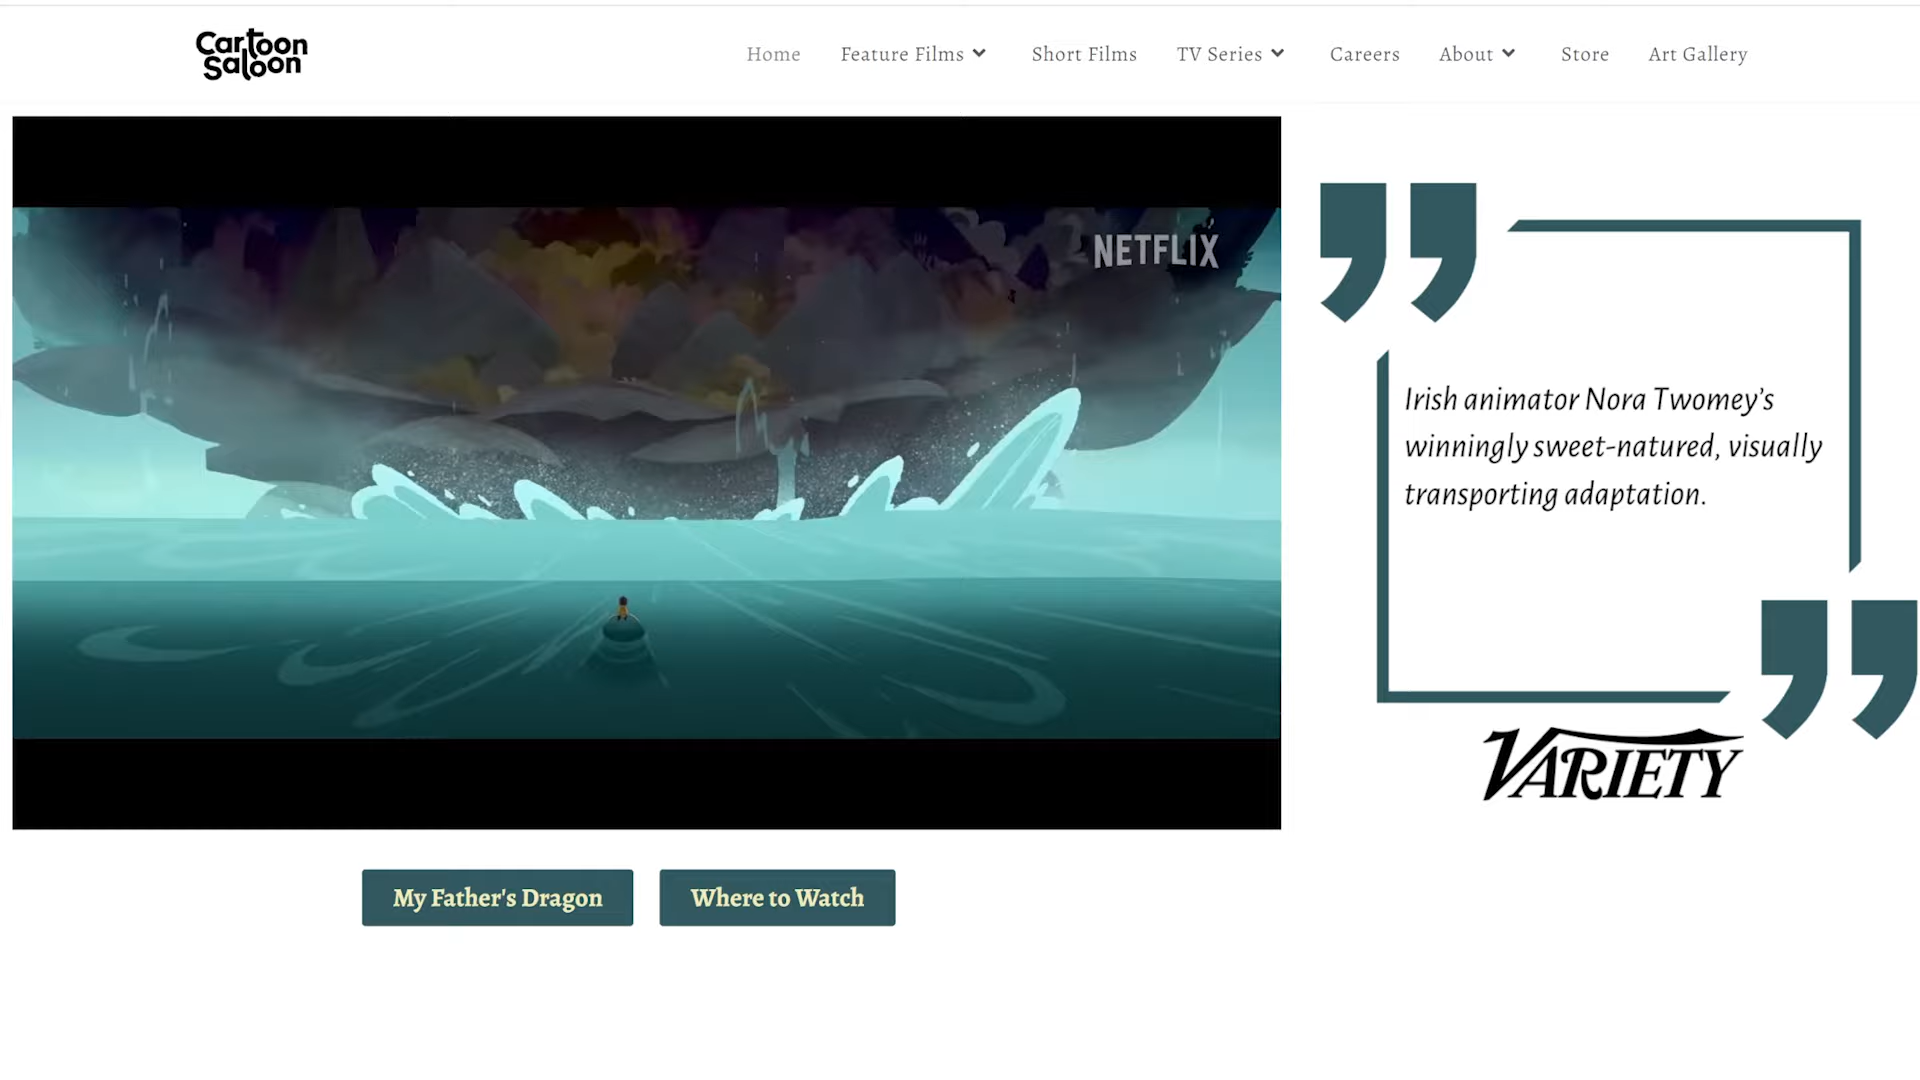 Cartoon
Saloon
Home
Feature Films
Short Films
TV Series
Careers
About
Store
Art Gallery
NETFLIX
Irish animator Nora Twomey’s
winningly sweet-natured, visually
transporting adaptation.
VARIETY
My Father's Dragon
Where to Watch